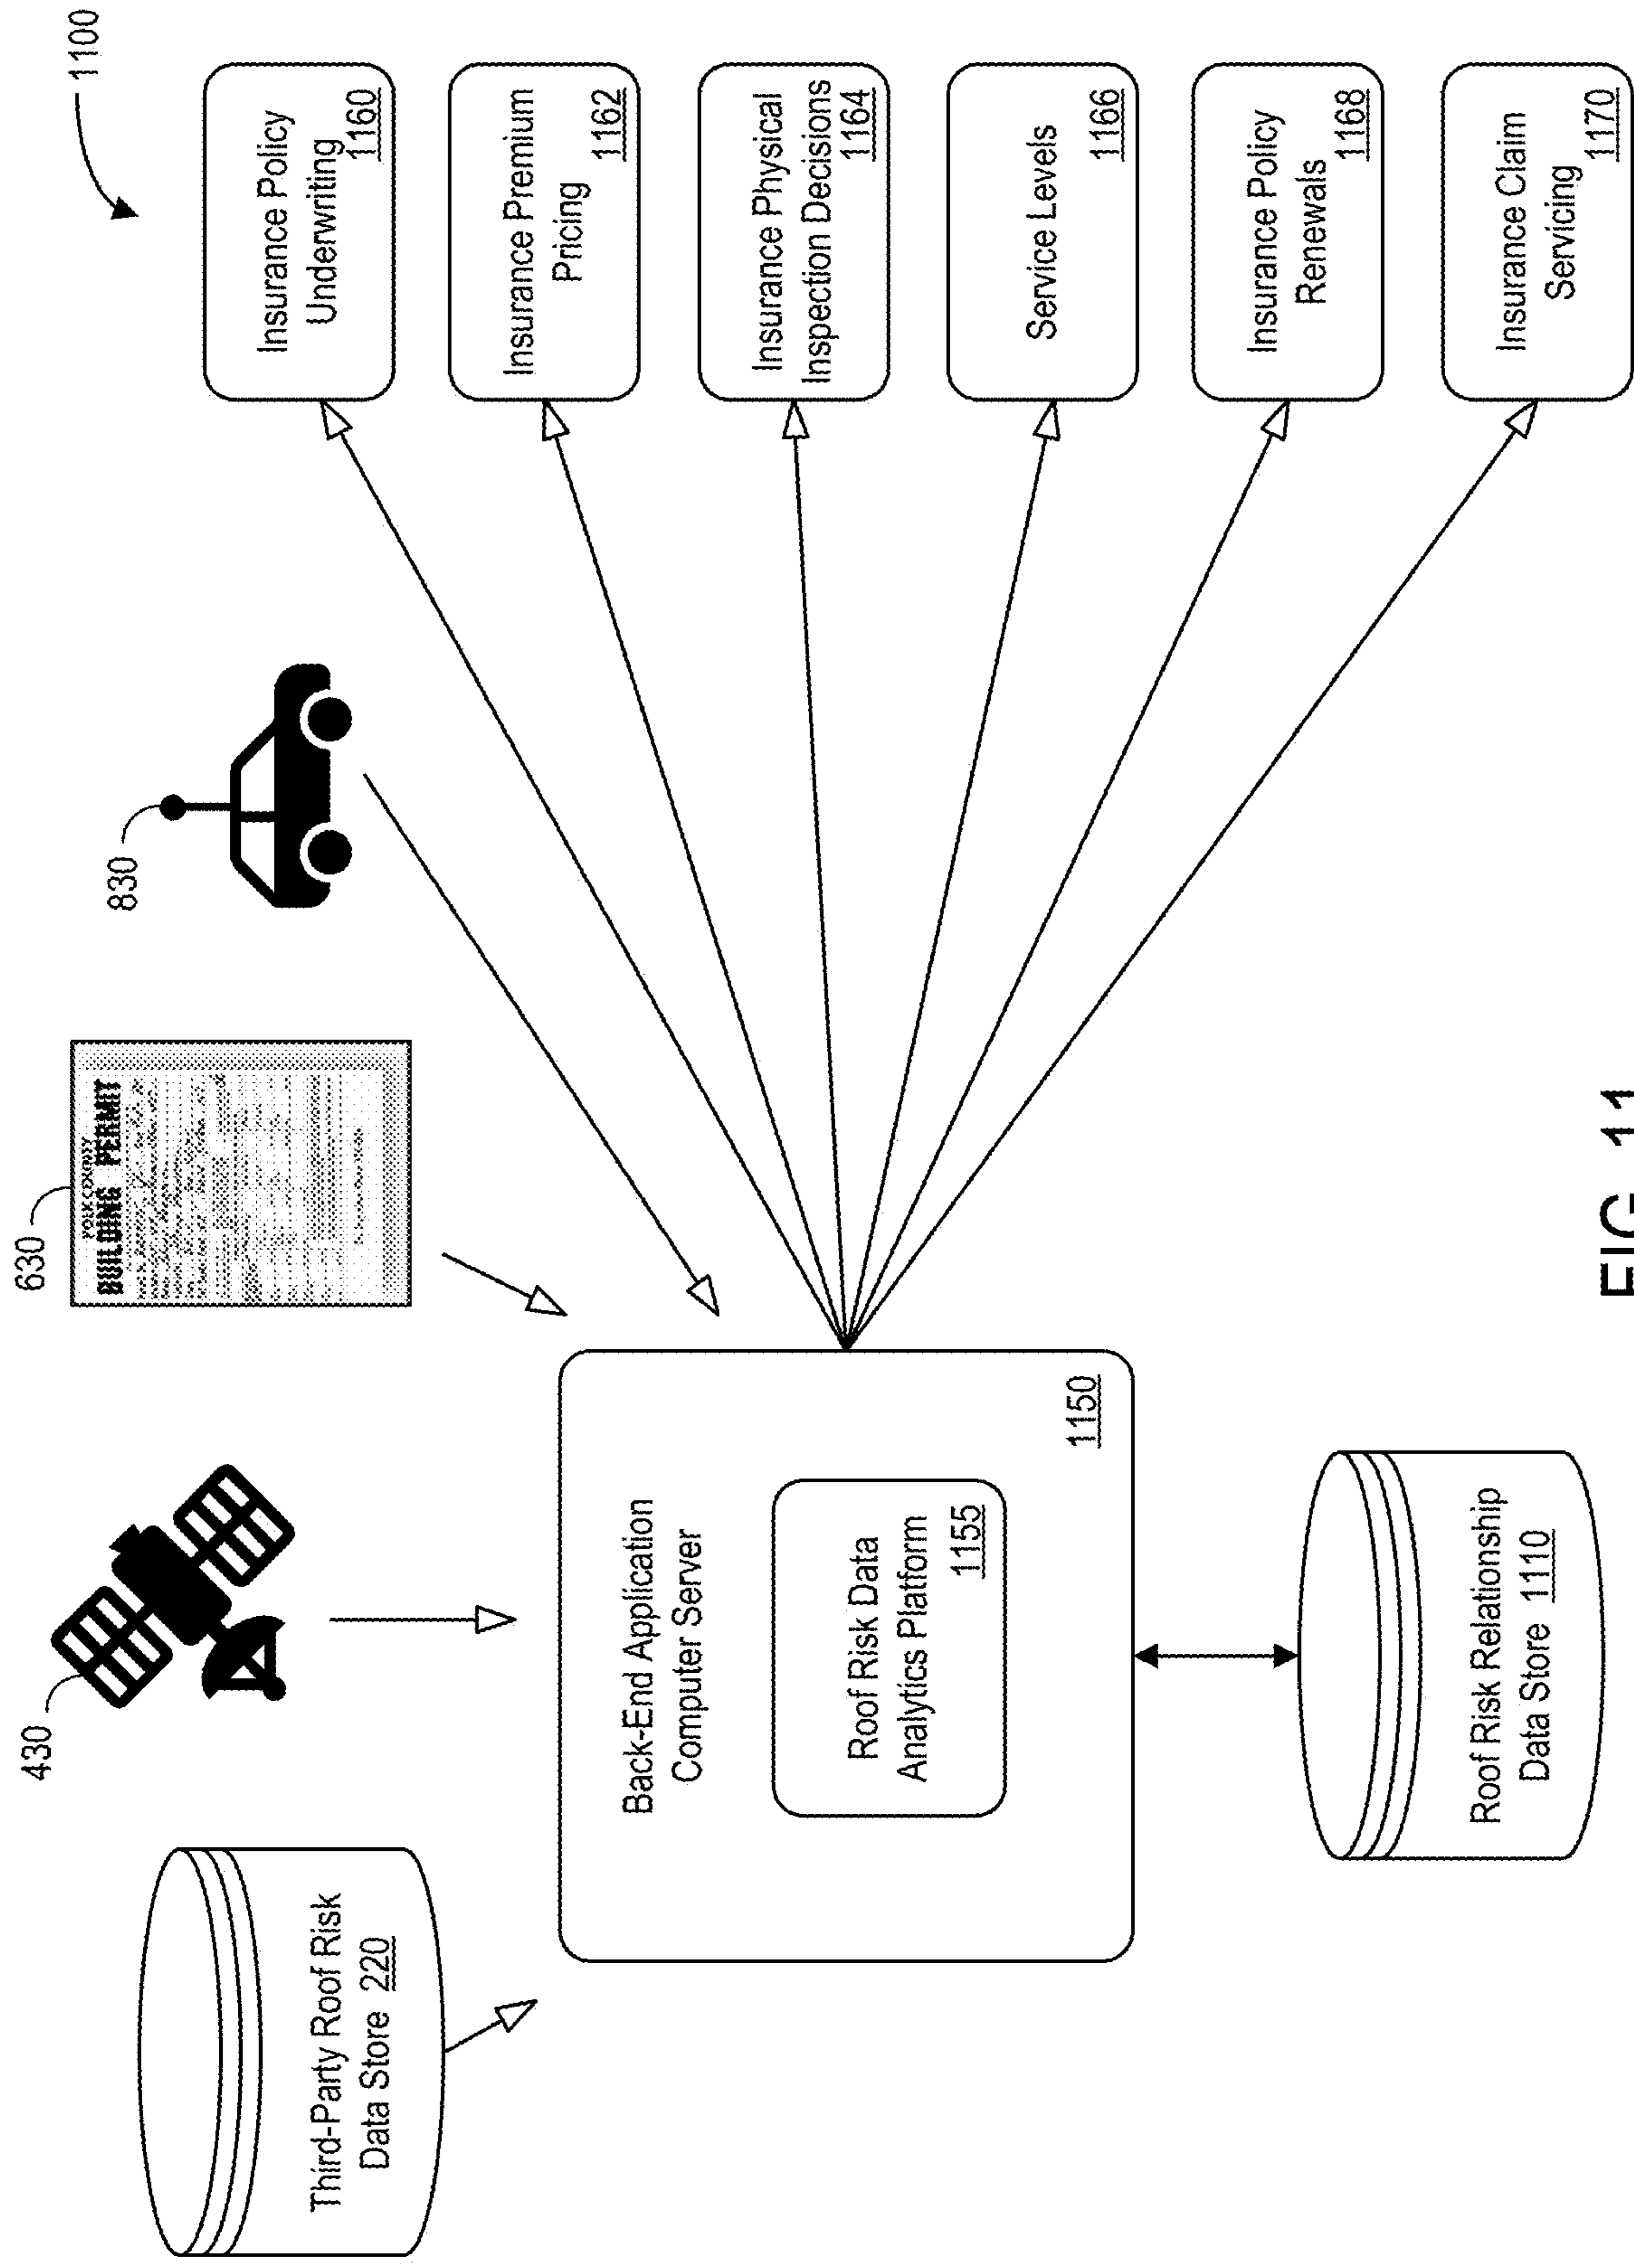 1100
430
630
830
POLK COUNTY
BUILDING PERMIT
Third-Party Roof Risk
Data Store 220
Back-End Application
Computer Server
Roof Risk Data
Analytics Platform
1155
1150
Roof Risk Relationship
Data Store 1110
Insurance Policy
Underwriting
1160
Insurance Premium
Pricing
1162
Insurance Physical
Inspection Decisions
1164
Service Levels
1166
Insurance Policy
Renewals
1168
Insurance Claim
Servicing
1170
FIG. 11